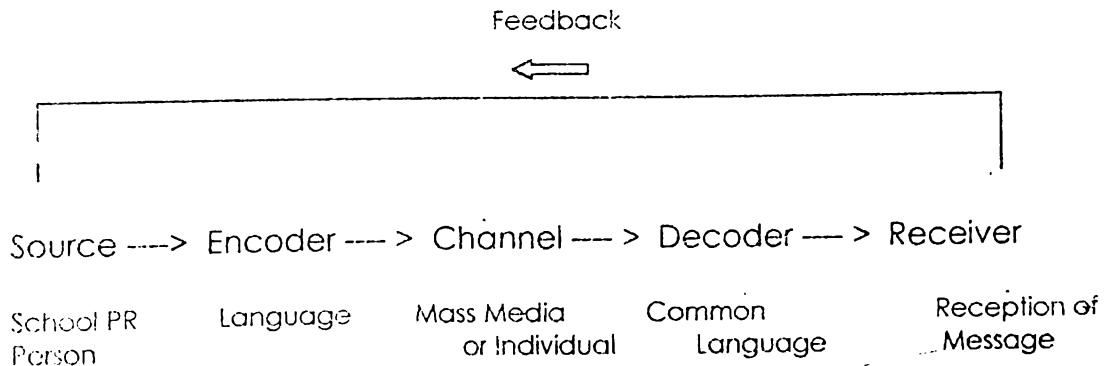 Feedback
Source ----> Encoder ---- > Channel ---- > Decoder ---- > Receiver
School PR Language Mass Media Common Reception of
Person or Individual Language Message